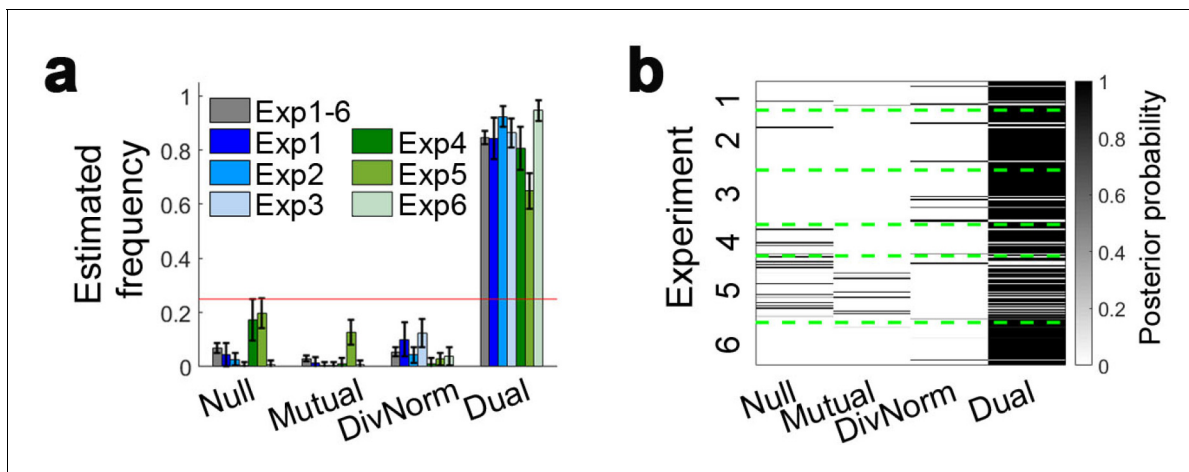 a
Estimated
frequency
1
0.8
0.6
0.4
0.2
0
Exp1-6
Exp1
Exp2
Exp3
Exp4
Exp5
Exp6
Null
Mutual
DivNorm
Dual
b
Experiment
1
2
3
4
5
6
Null
Mutual
DivNorm
Dual
1
0.8
0.6
0.4
0.2
0
Posterior probability